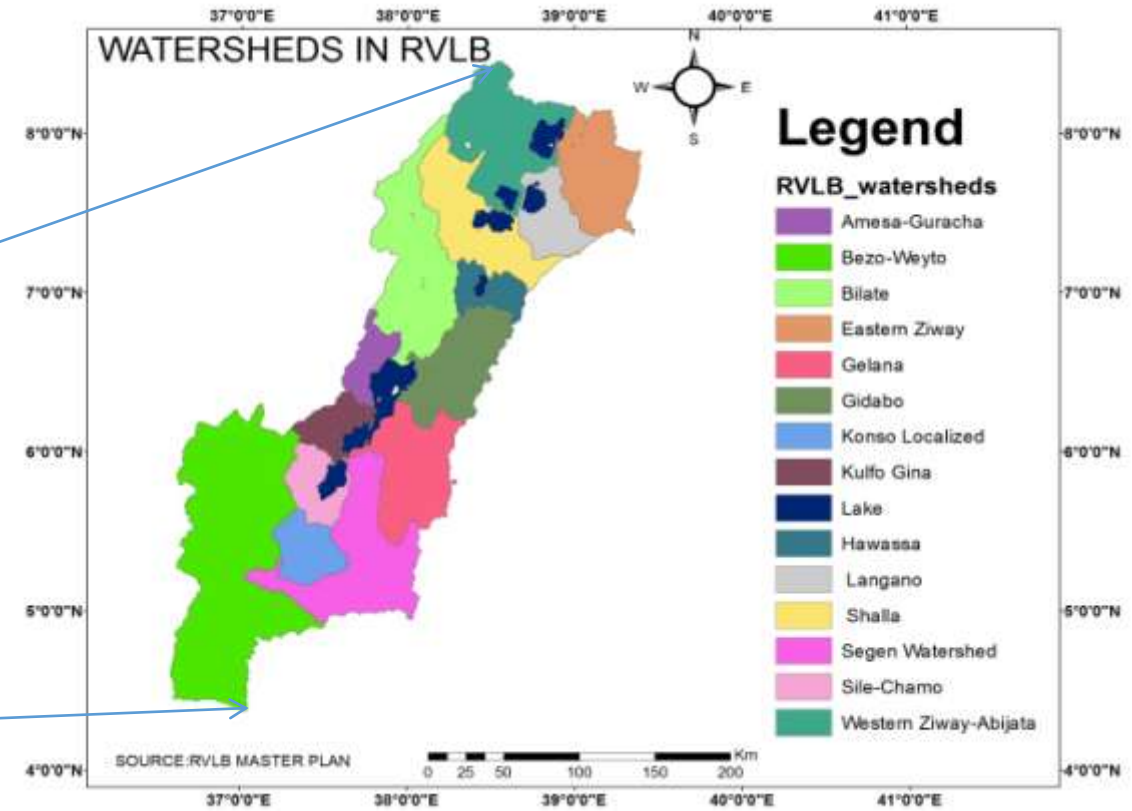 37°0'0"E 38°0'0"E 39°0'0"E 40°0'0"E 41°0'0"E
WATERSHEDS IN RVLB
N
W E
S
8°0'0"N 8°0'0"N
7°0'0"N 7°0'0"N
6°0'0"N 6°0'0"N
5°0'0"N 5°0'0"N
4°0'0"N 4°0'0"N
Legend
RVLB_watersheds
Amesa-Guracha
Bezo-Weyto
Bilate
Eastern Ziway
Gelana
Gidabo
Konso Localized
Kulfo Gina
Lake
Hawassa
Langano
Shalla
Segen Watershed
Sile-Chamo
Western Ziway-Abijata
SOURCE:RVLB MASTER PLAN
Km
0 25 50 100 150 200
37°0'0"E 38°0'0"E 39°0'0"E 40°0'0"E 41°0'0"E